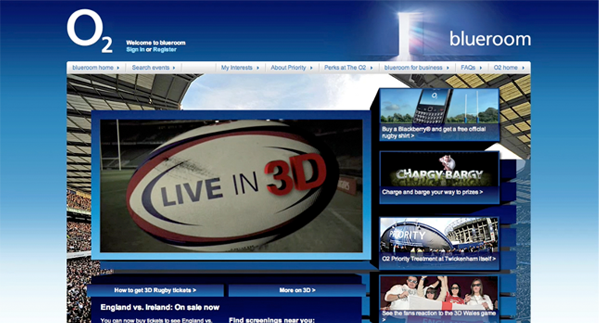 O2
Welcome to blueroom
Sign in or Register
blueroom
blueroom home
Search events
My Interests
About Priority
Perks at The O2
blueroom for business
FAQs
O2 home
LIVE IN 3D
Buy a Blackberry® and get a free official
rugby shirt >
CHARGY BARGY
Charge and barge your way to prizes >
PRIORITY
O2 Priority Treatment at Twickenham itself >
See the fans reaction to the 3D Wales game
>
How to get 3D Rugby tickets >
More on 3D >
England vs. Ireland: On sale now
You can now buy tickets to see England vs.
Find screenings near you: